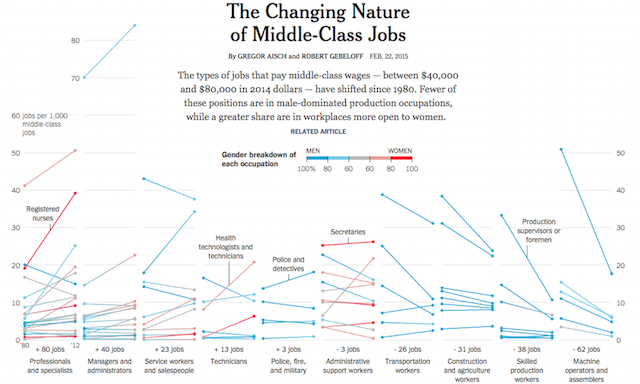 The Changing Nature
of Middle-Class Jobs
By GREGOR AISCH and ROBERT GEBELOFF  FEB. 22, 2015
The types of jobs that pay middle-class wages — between $40,000
and $80,000 in 2014 dollars — have shifted since 1980. Fewer of
these positions are in male-dominated production occupations,
while a greater share are in workplaces more open to women.
RELATED ARTICLE
Gender breakdown of
each occupation
MEN WOMEN
100% 80 60 60 80 100
80
70
60 jobs per 1,000
middle-class
jobs
50 50
40 40
30 30
20 20
10 10
0 0
Registered
nurses
Health
technologists and
technicians
Police and
detectives
Secretaries
Production
supervisors or
foremen
'80 '12
+ 80 jobs
Professionals
and specialists
+ 40 jobs
Managers and
administrators
+ 23 jobs
Service workers
and salespeople
+ 13 jobs
Technicians
+ 3 jobs
Police, fire,
and military
- 3 jobs
Administrative
support workers
- 26 jobs
Transportation
workers
- 31 jobs
Construction
and agriculture
workers
- 38 jobs
Skilled
production
workers
- 62 jobs
Machine
operators and
assemblers